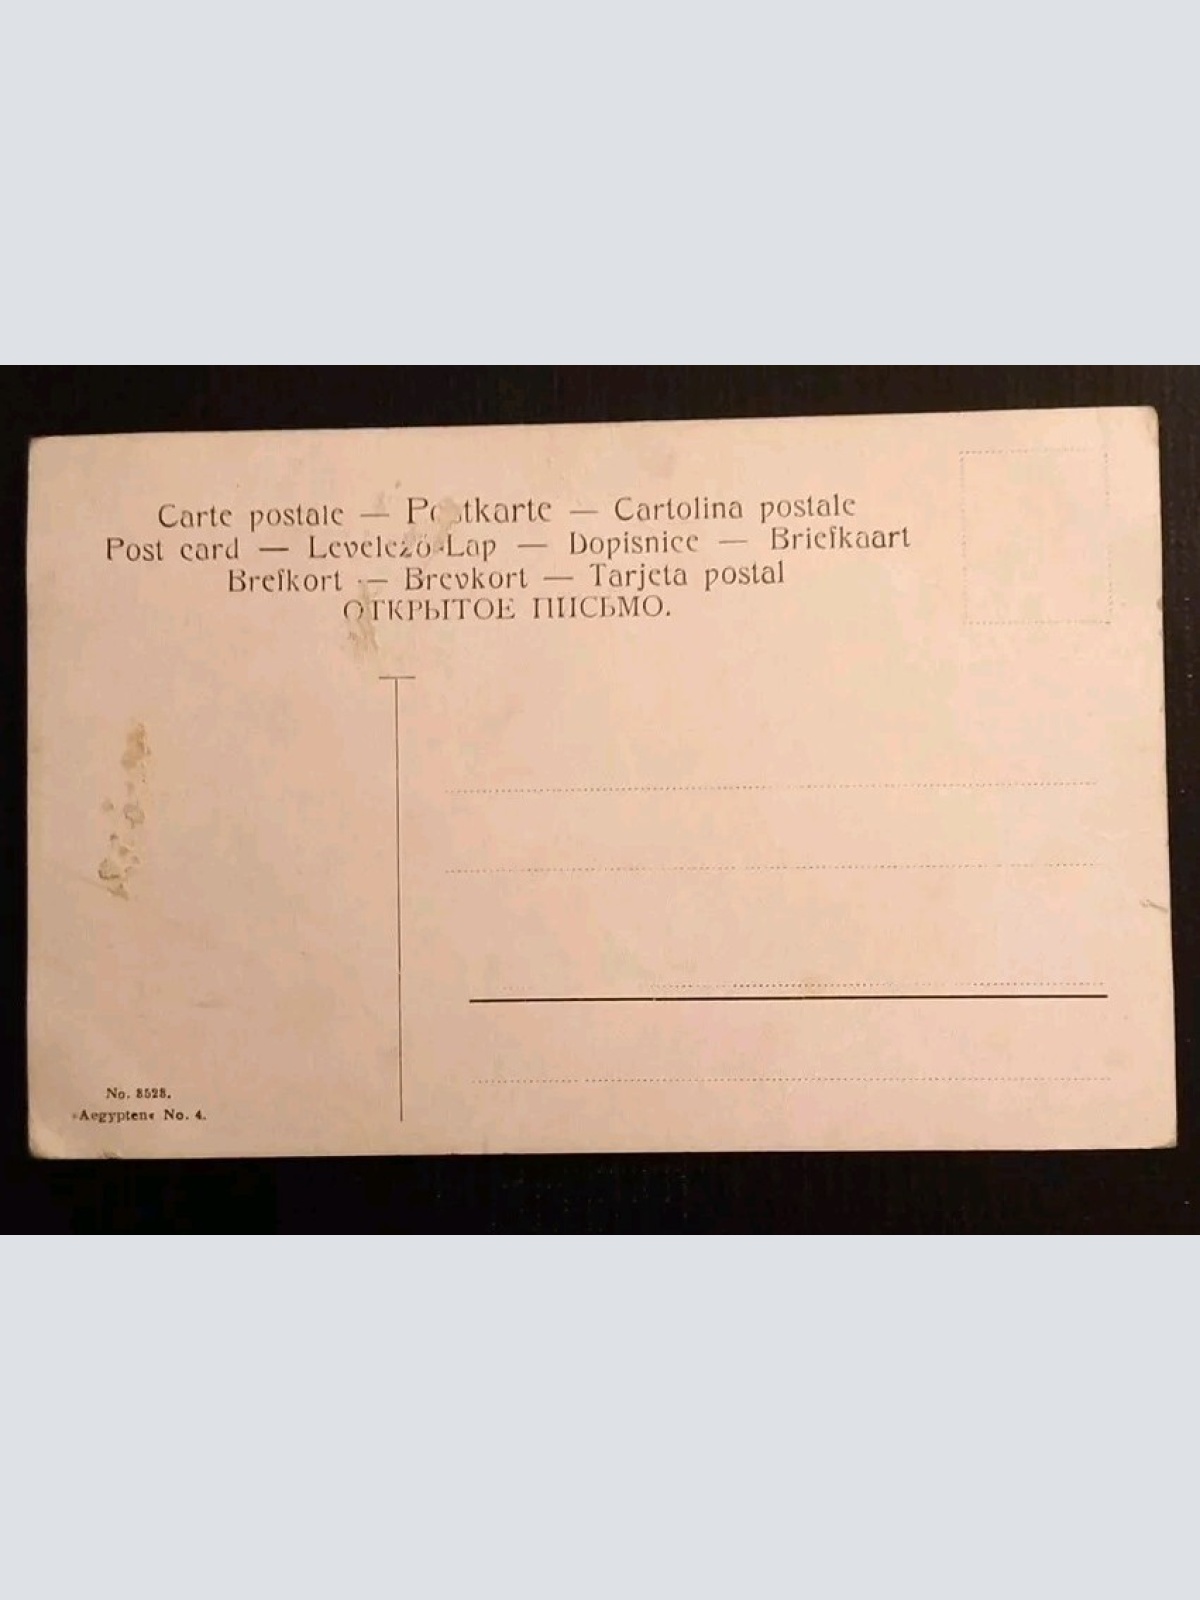 Carte postale — Postkarte — Cartolina postale
Post card — Levelező-Lap — Dopisnice — Briefkaart
Brefkort — Brevkort — Tarjeta postal
ОТКРЫТОЕ ПИСЬМО.
No. 8528.
»Aegypten« No. 4.